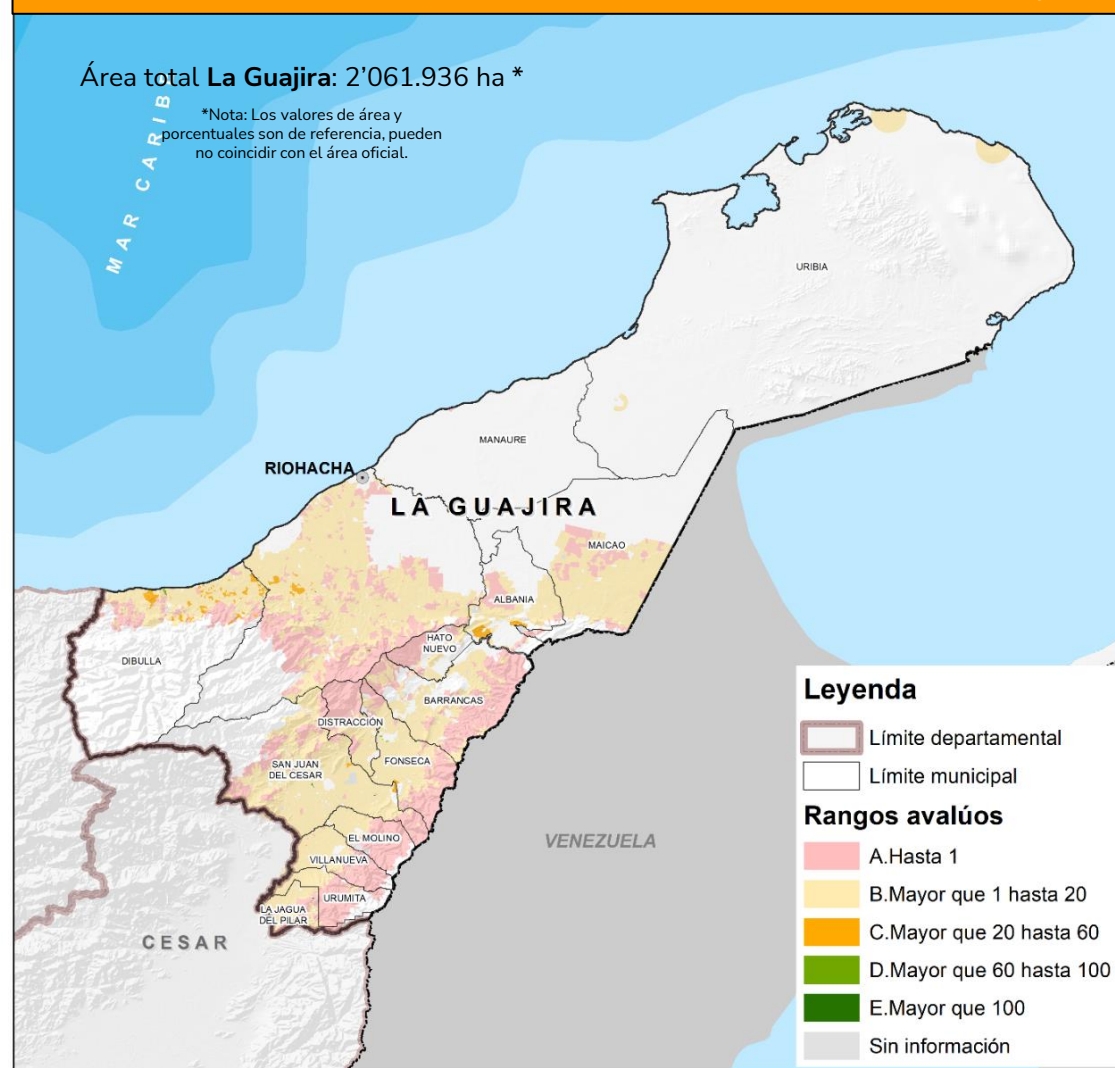 Área total La Guajira: 2’061.936 ha *
*Nota: Los valores de área y
porcentuales son de referencia, pueden
no coincidir con el área oficial.
MAR CARIBE
URIBIA
MANAURE
RIOHACHA
LA GUAJIRA
MAICAO
ALBANIA
HATO
NUEVO
DIBULLA
BARRANCAS
DISTRACCIÓN
SAN JUAN
DEL CESAR
FONSECA
EL MOLINO
VILLANUEVA
URUMITA
LA JAGUA
DEL PILAR
CESAR
VENEZUELA
Leyenda
Límite departamental
Límite municipal
Rangos avalúos
A.Hasta 1
B.Mayor que 1 hasta 20
C.Mayor que 20 hasta 60
D.Mayor que 60 hasta 100
E.Mayor que 100
Sin información